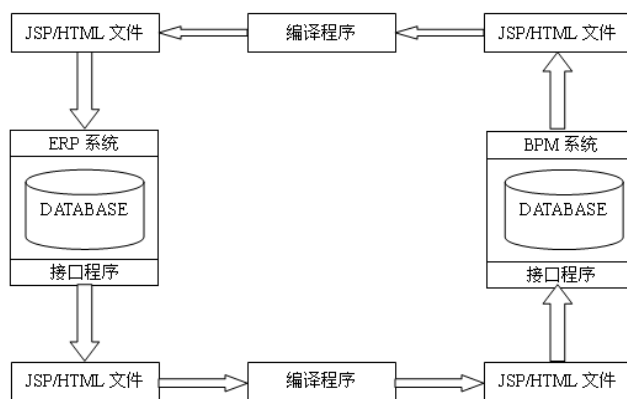 JSP/HTML 文件
编译程序
JSP/HTML 文件
ERP 系统
DATABASE
接口程序
BPM 系统
DATABASE
接口程序
JSP/HTML 文件
编译程序
JSP/HTML 文件